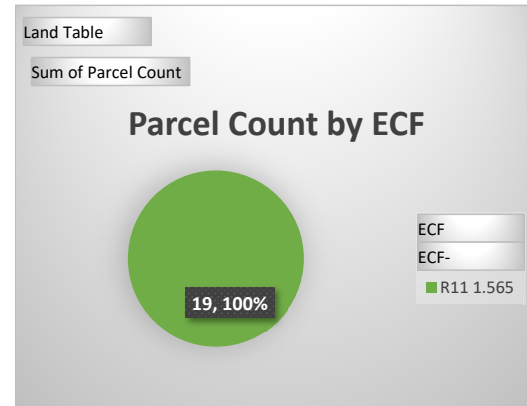 Land Table
Sum of Parcel Count
Parcel Count by ECF
19, 100%
ECF
ECF-
R11 1.565